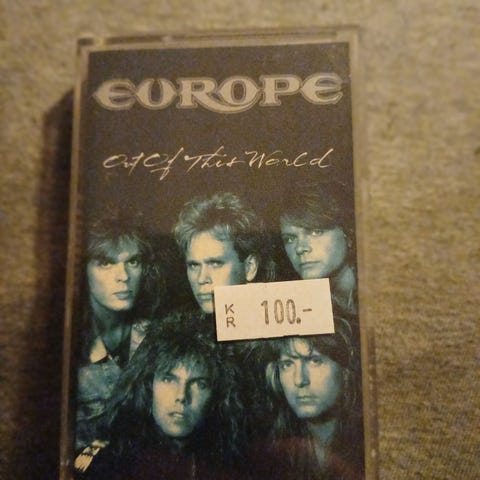 EUROPE
Out Of This World
KR 100.-